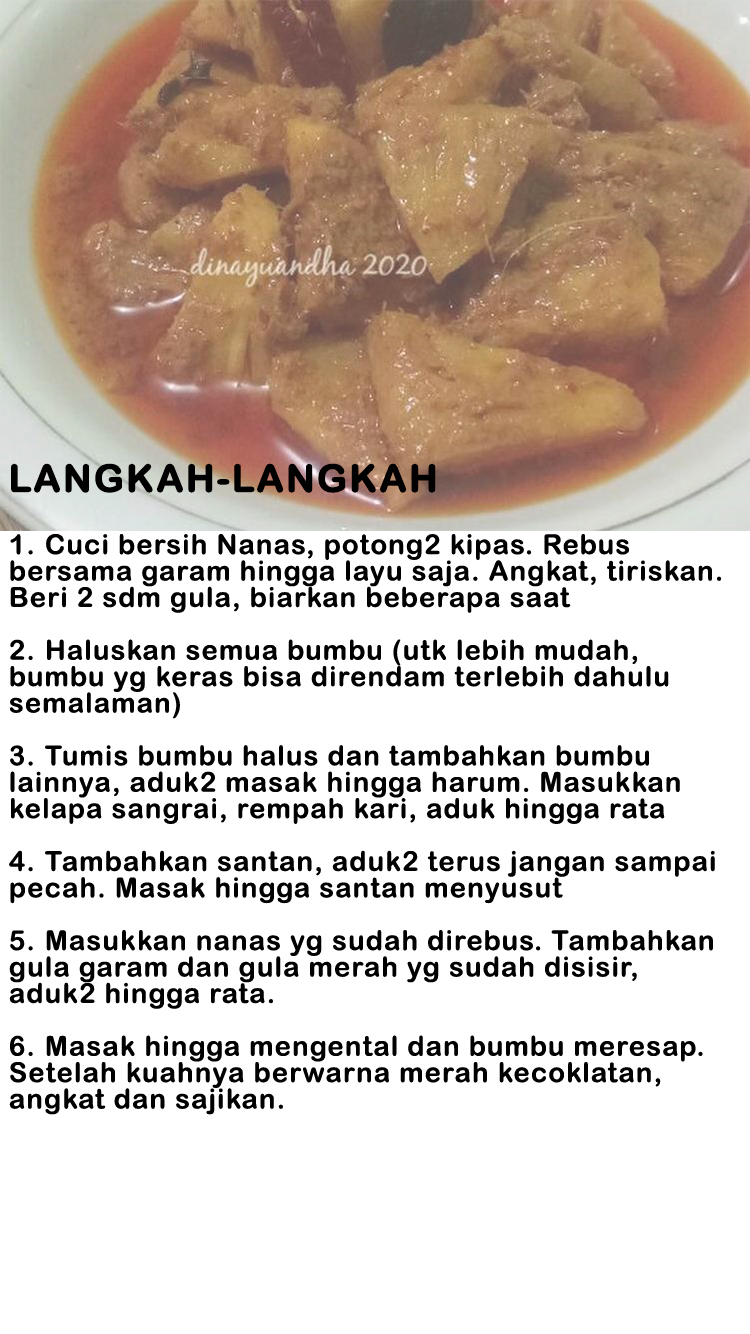 dinayuandha 2020
LANGKAH-LANGKAH
1. Cuci bersih Nanas, potong2 kipas. Rebus
bersama garam hingga layu saja. Angkat, tiriskan.
Beri 2 sdm gula, biarkan beberapa saat
2. Haluskan semua bumbu (utk lebih mudah,
bumbu yg keras bisa direndam terlebih dahulu
semalaman)
3. Tumis bumbu halus dan tambahkan bumbu
lainnya, aduk2 masak hingga harum. Masukkan
kelapa sangrai, rempah kari, aduk hingga rata
4. Tambahkan santan, aduk2 terus jangan sampai
pecah. Masak hingga santan menyusut
5. Masukkan nanas yg sudah direbus. Tambahkan
gula garam dan gula merah yg sudah disisir,
aduk2 hingga rata.
6. Masak hingga mengental dan bumbu meresap.
Setelah kuahnya berwarna merah kecoklatan,
angkat dan sajikan.